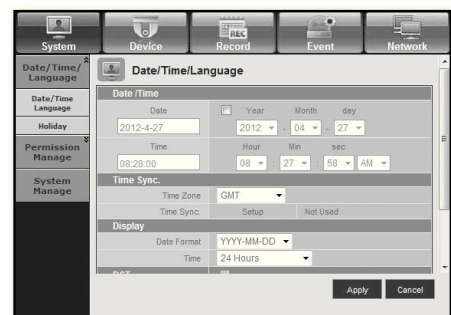 System Device Record Event Network
REC
Date/Time/
Language
Date/Time
Language
Holiday
Permission
Manage
System
Manage
Date/Time/Language
Date /Time
Date Year Month day
2012-4-27 2012 - 04 - 27
Time Hour Min sec
08:28:00 08 : 27 : 58 AM
Time Sync.
Time Zone GMT
Time Sync. Setup Not Used
Display
Date Format YYYY-MM-DD
Time 24 Hours
DST
Apply Cancel